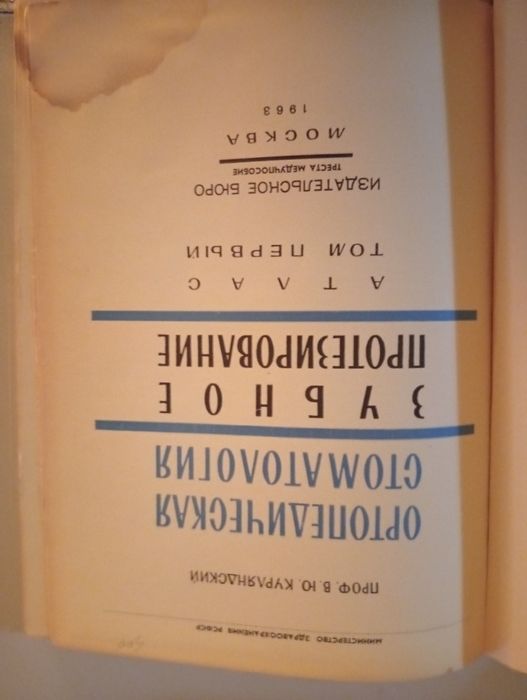 МИНИСТЕРСТВО ЗДРАВООХРАНЕНИЯ РСФСР
ПРОФ. В. Ю. КУРЛЯНДСКИЙ
ОРТОПЕДИЧЕСКАЯ
СТОМАТОЛОГИЯ
ЗУБНОЕ
ПРОТЕЗИРОВАНИЕ
АТЛАС
ТОМ ПЕРВЫЙ
ИЗДАТЕЛЬСКОЕ БЮРО
ТРЕСТА МЕДУЧПОСОБИЕ
МОСКВА
1963